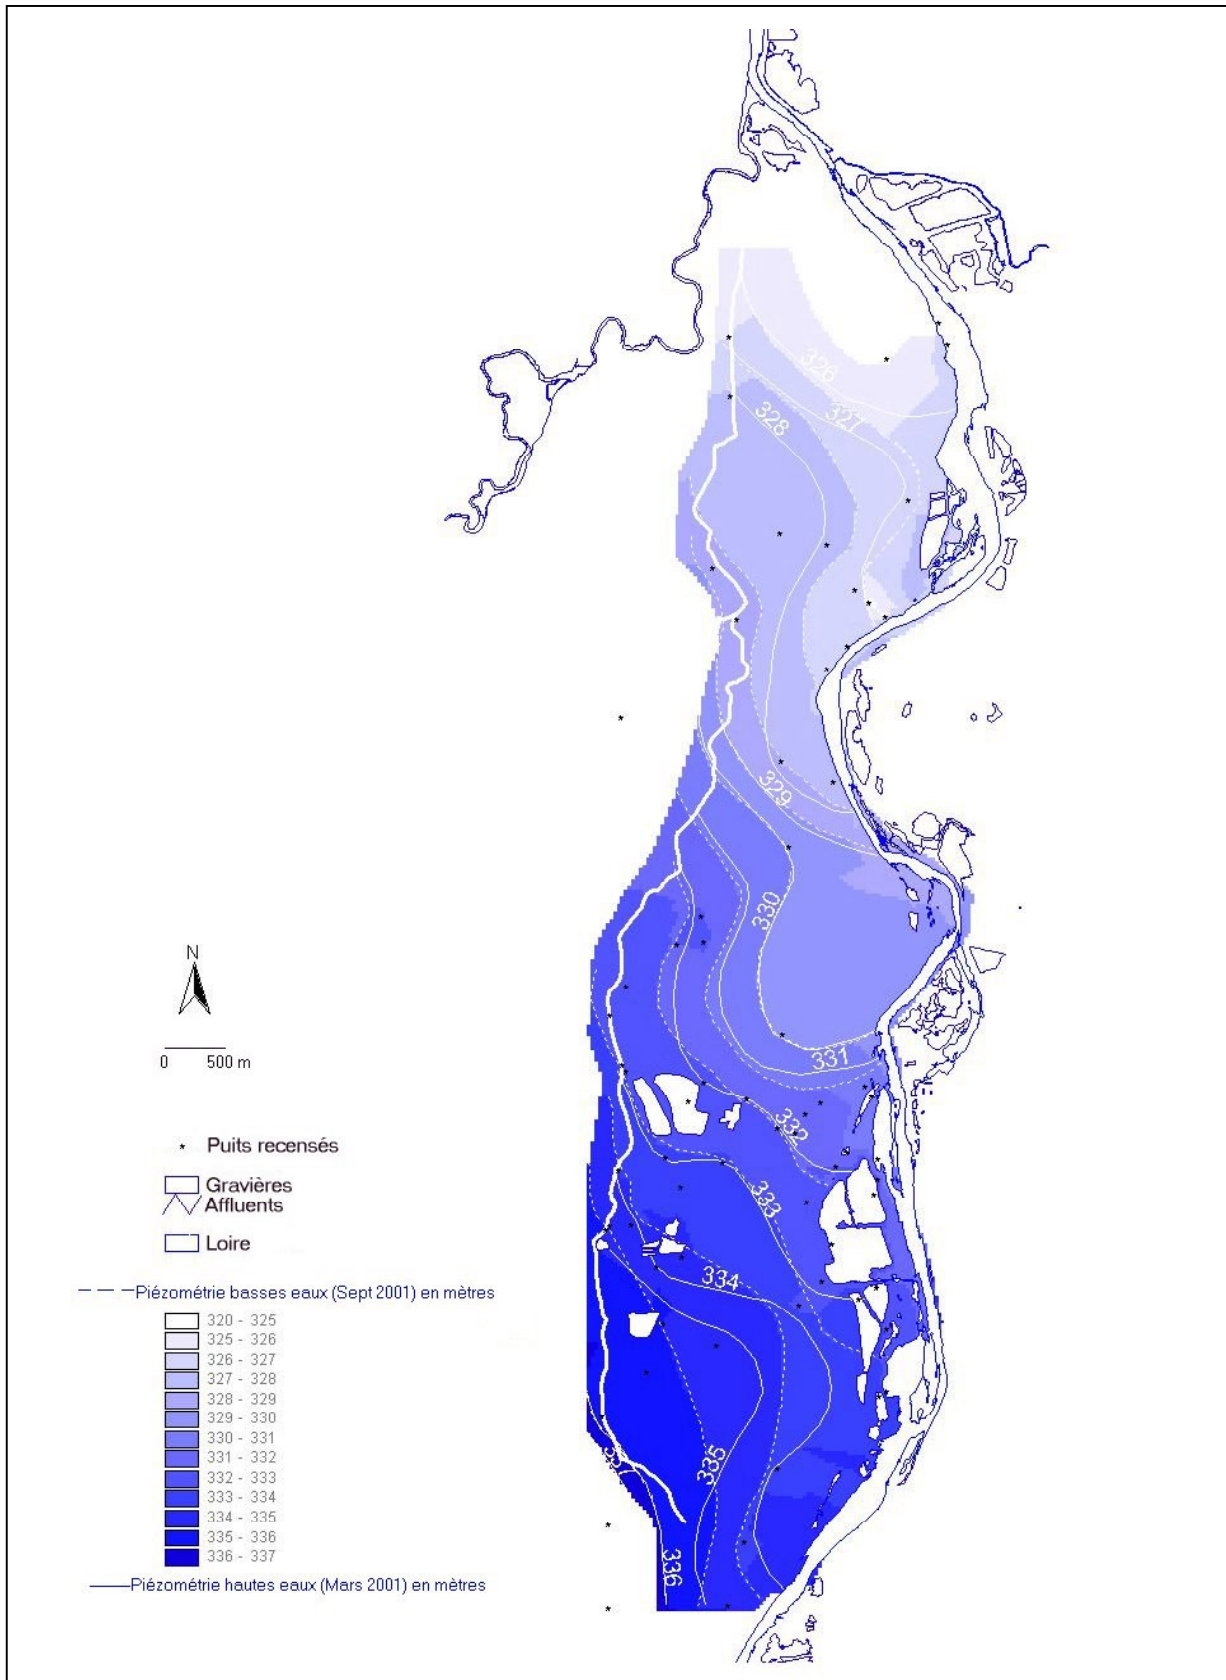 326
327
328
329
330
N
0 500 m
331
332
Puits recensés
Gravières
Affluents
333
Loire
334
Piézométrie basses eaux (Sept 2001) en mètres
320 - 325
325 - 326
326 - 327
327 - 328
328 - 329
329 - 330
330 - 331
331 - 332
332 - 333
333 - 334
334 - 335
335 - 336
336 - 337
335
336
Piézométrie hautes eaux (Mars 2001) en mètres